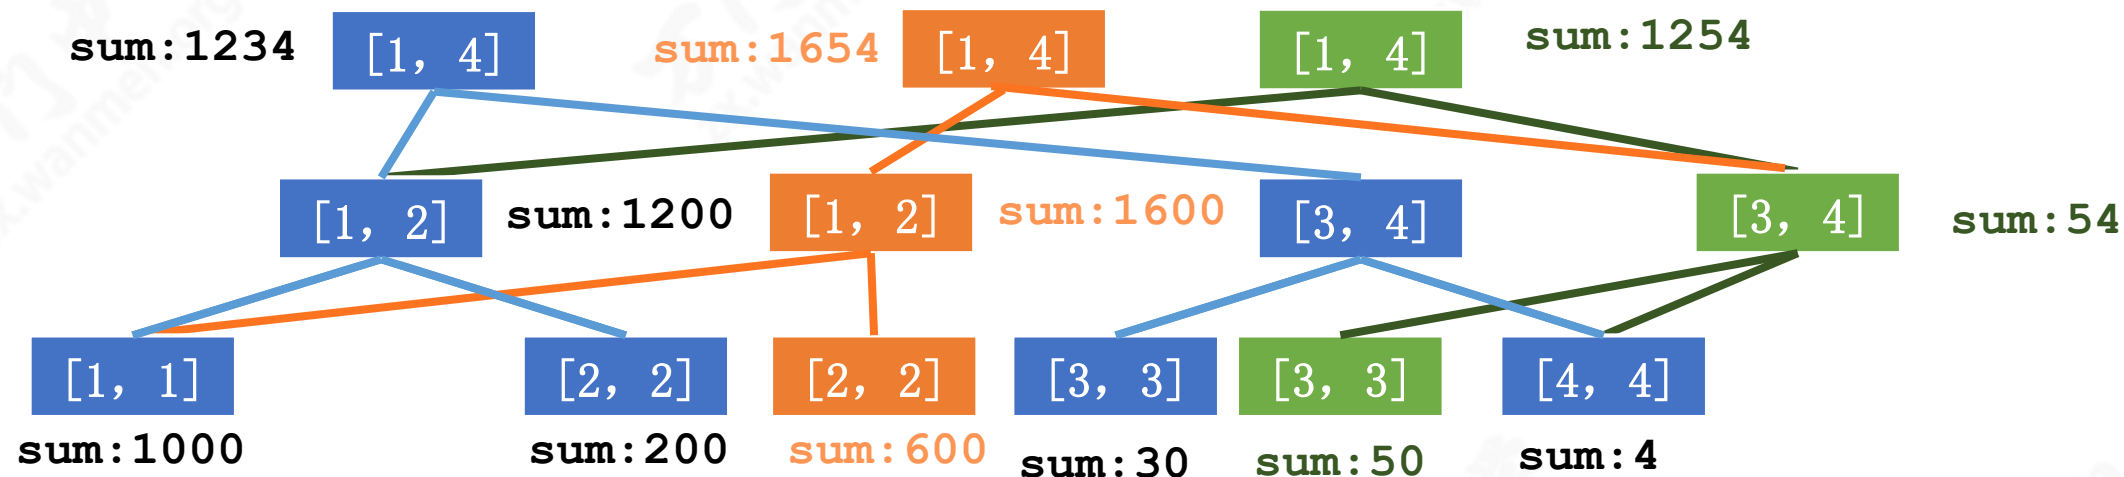 sum:1234 [1, 4] sum:1654 [1, 4] [1, 4] sum:1254
[1, 2] sum:1200 [1, 2] sum:1600 [3, 4] [3, 4] sum:54
[1, 1] [2, 2] [2, 2] [3, 3] [3, 3] [4, 4]
sum:1000 sum:200 sum:600 sum:30 sum:50 sum:4